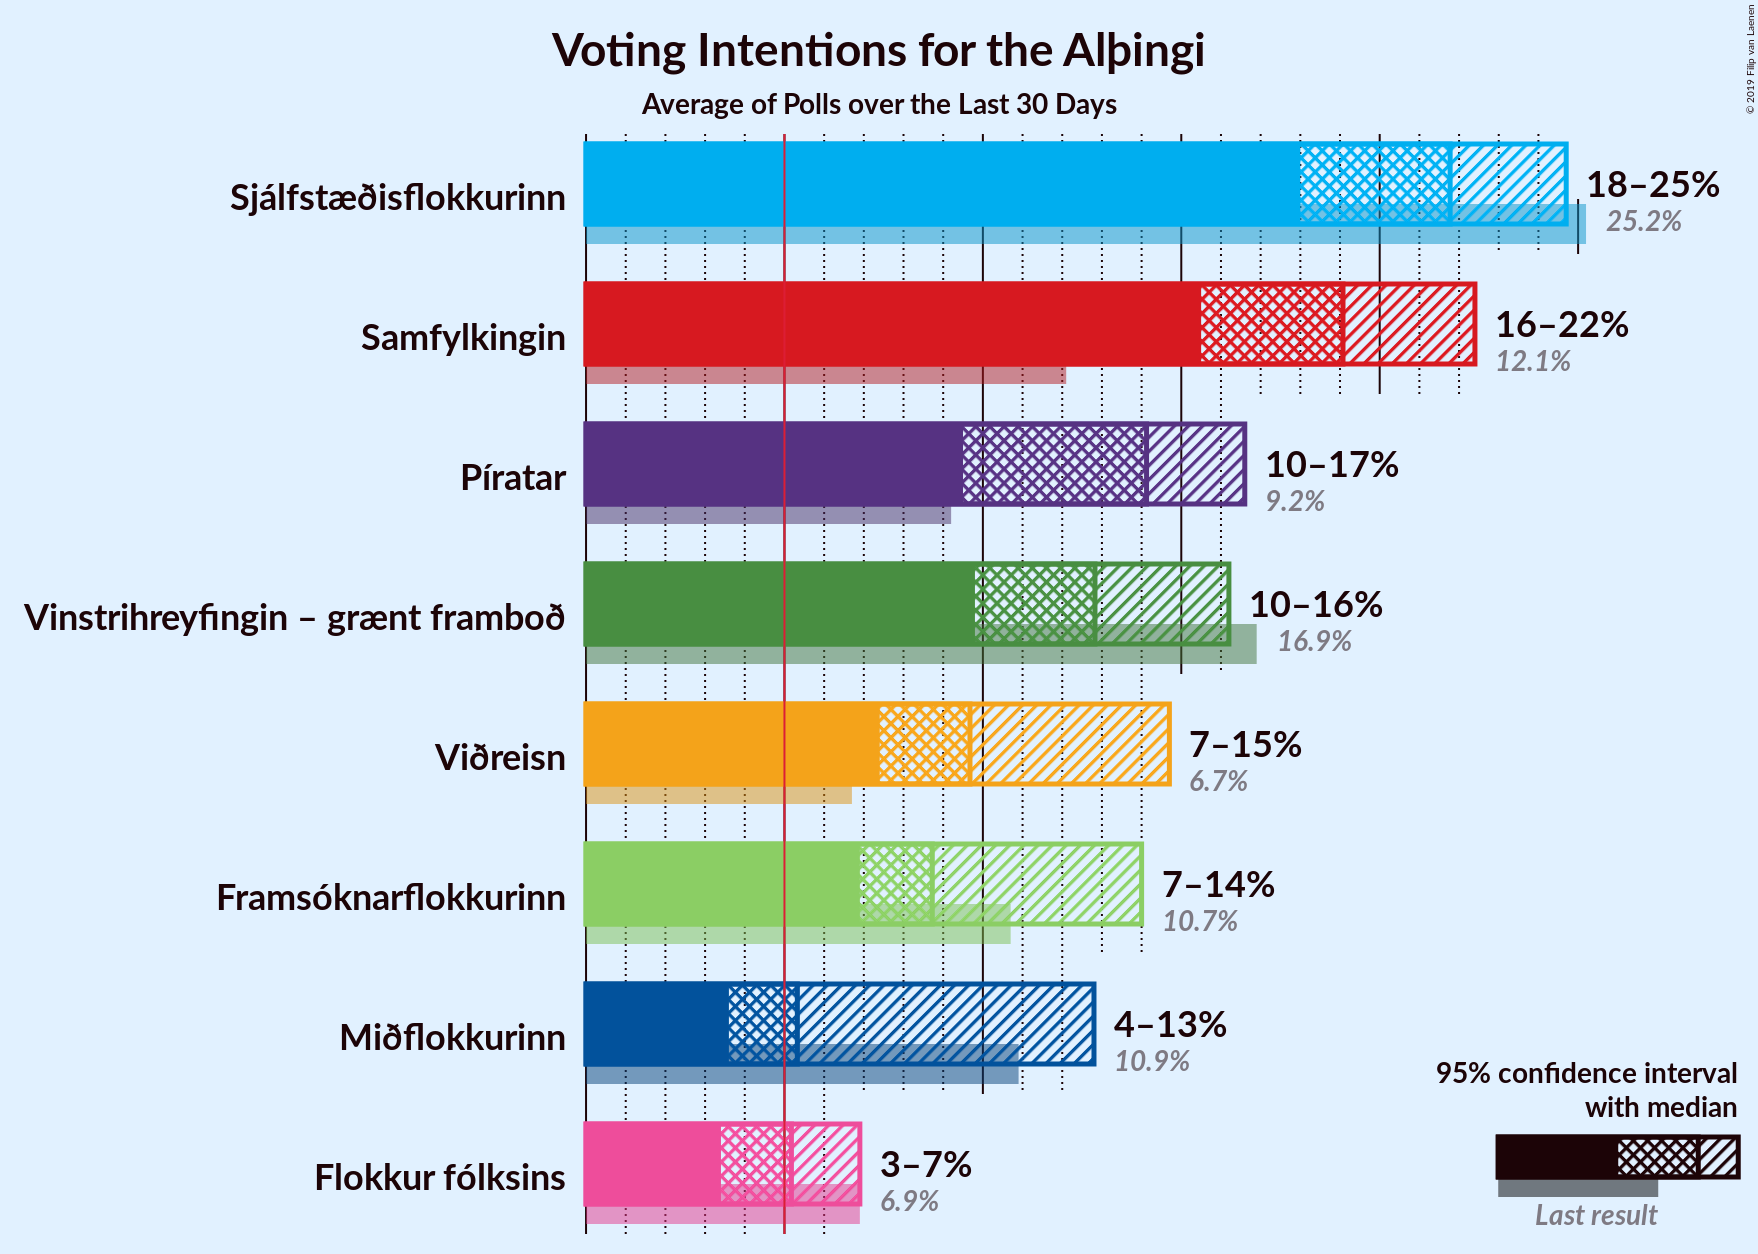 Voting Intentions for the Alþingi
Average of Polls over the Last 30 Days
© 2019 Filip van Laenen
Sjálfstæðisflokkurinn
18–25%
25.2%
Samfylkingin
16–22%
12.1%
Píratar
10–17%
9.2%
Vinstrihreyfingin – grænt framboð
10–16%
16.9%
Viðreisn
7–15%
6.7%
Framsóknarflokkurinn
7–14%
10.7%
Miðflokkurinn
4–13%
10.9%
Flokkur fólksins
3–7%
6.9%
95% confidence interval
with median
Last result